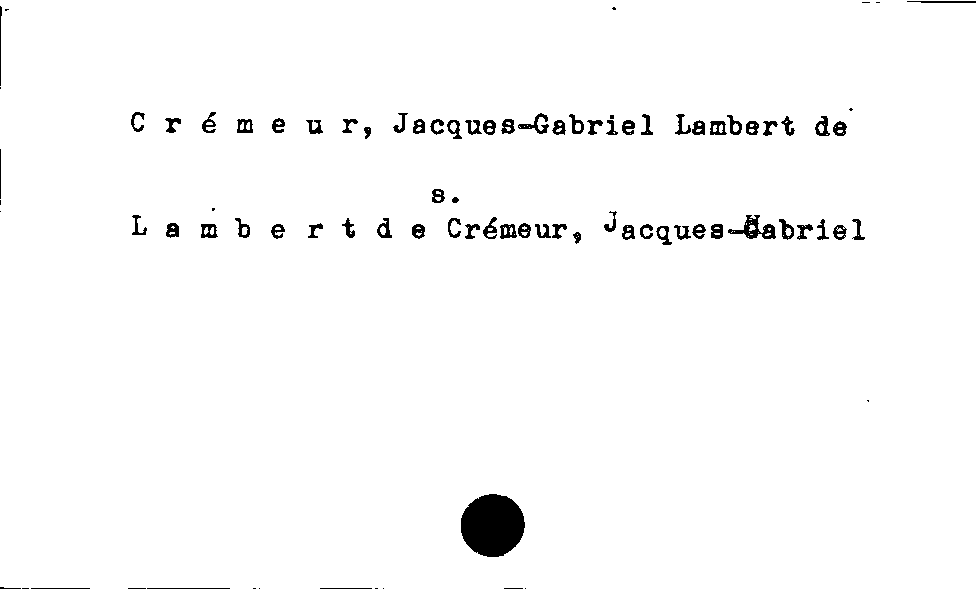 C r é m e u r, Jacques-Gabriel Lambert de
s.
L a m b e r t d e Crémeur, Jacques-Gabriel